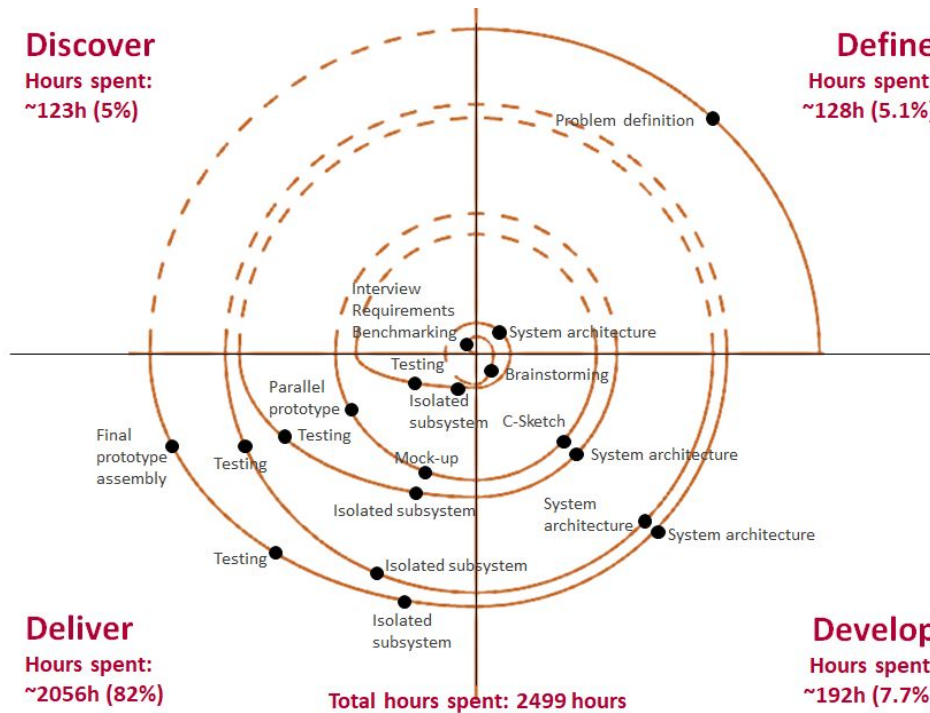 Discover
Hours spent:
~123h (5%)
Define
Hours spent
~128h (5.1%)
Problem definition
Interview
Requirements
Benchmarking
System architecture
Testing
Brainstorming
Isolated
subsystem
Parallel
prototype
C-Sketch
Testing
Final
prototype
assembly
Testing
Mock-up
System architecture
Isolated subsystem
System
architecture
System architecture
Testing
Isolated subsystem
Isolated
subsystem
Deliver
Hours spent:
~2056h (82%)
Develop
Hours spent
~192h (7.7%
Total hours spent: 2499 hours